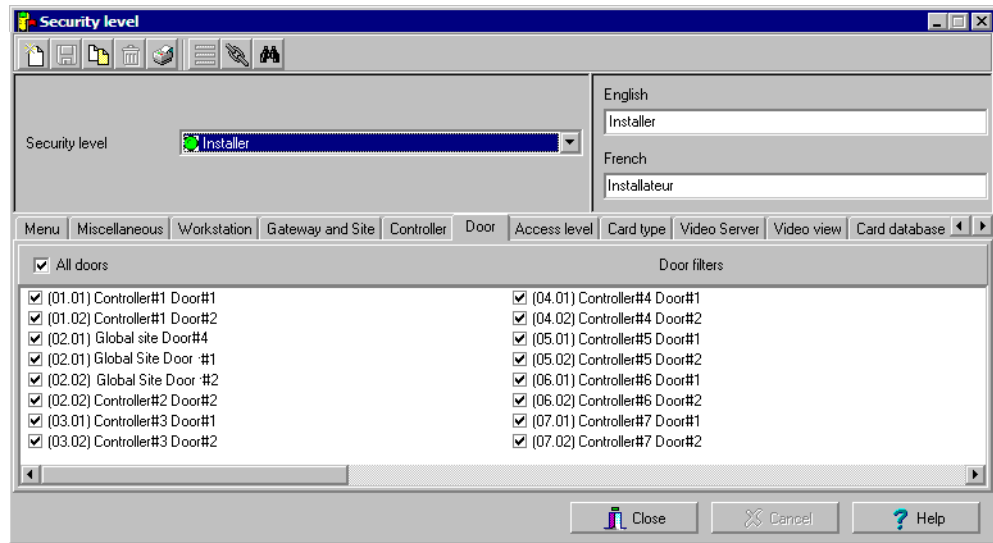 Security level
English
Installer
Security level
Installer
French
Installateur
Menu Miscellaneous Workstation Gateway and Site Controller Door Access level Card type Video Server Video view Card database
All doors
Door filters
(01.01) Controller#1 Door#1
(01.02) Controller#1 Door#2
(02.01) Global site Door#4
(02.01) Global Site Door #1
(02.02) Global Site Door #2
(02.02) Controller#2 Door#2
(03.01) Controller#3 Door#1
(03.02) Controller#3 Door#2
(04.01) Controller#4 Door#1
(04.02) Controller#4 Door#2
(05.01) Controller#5 Door#1
(05.02) Controller#5 Door#2
(06.01) Controller#6 Door#1
(06.02) Controller#6 Door#2
(07.01) Controller#7 Door#1
(07.02) Controller#7 Door#2
Close
Cancel
Help